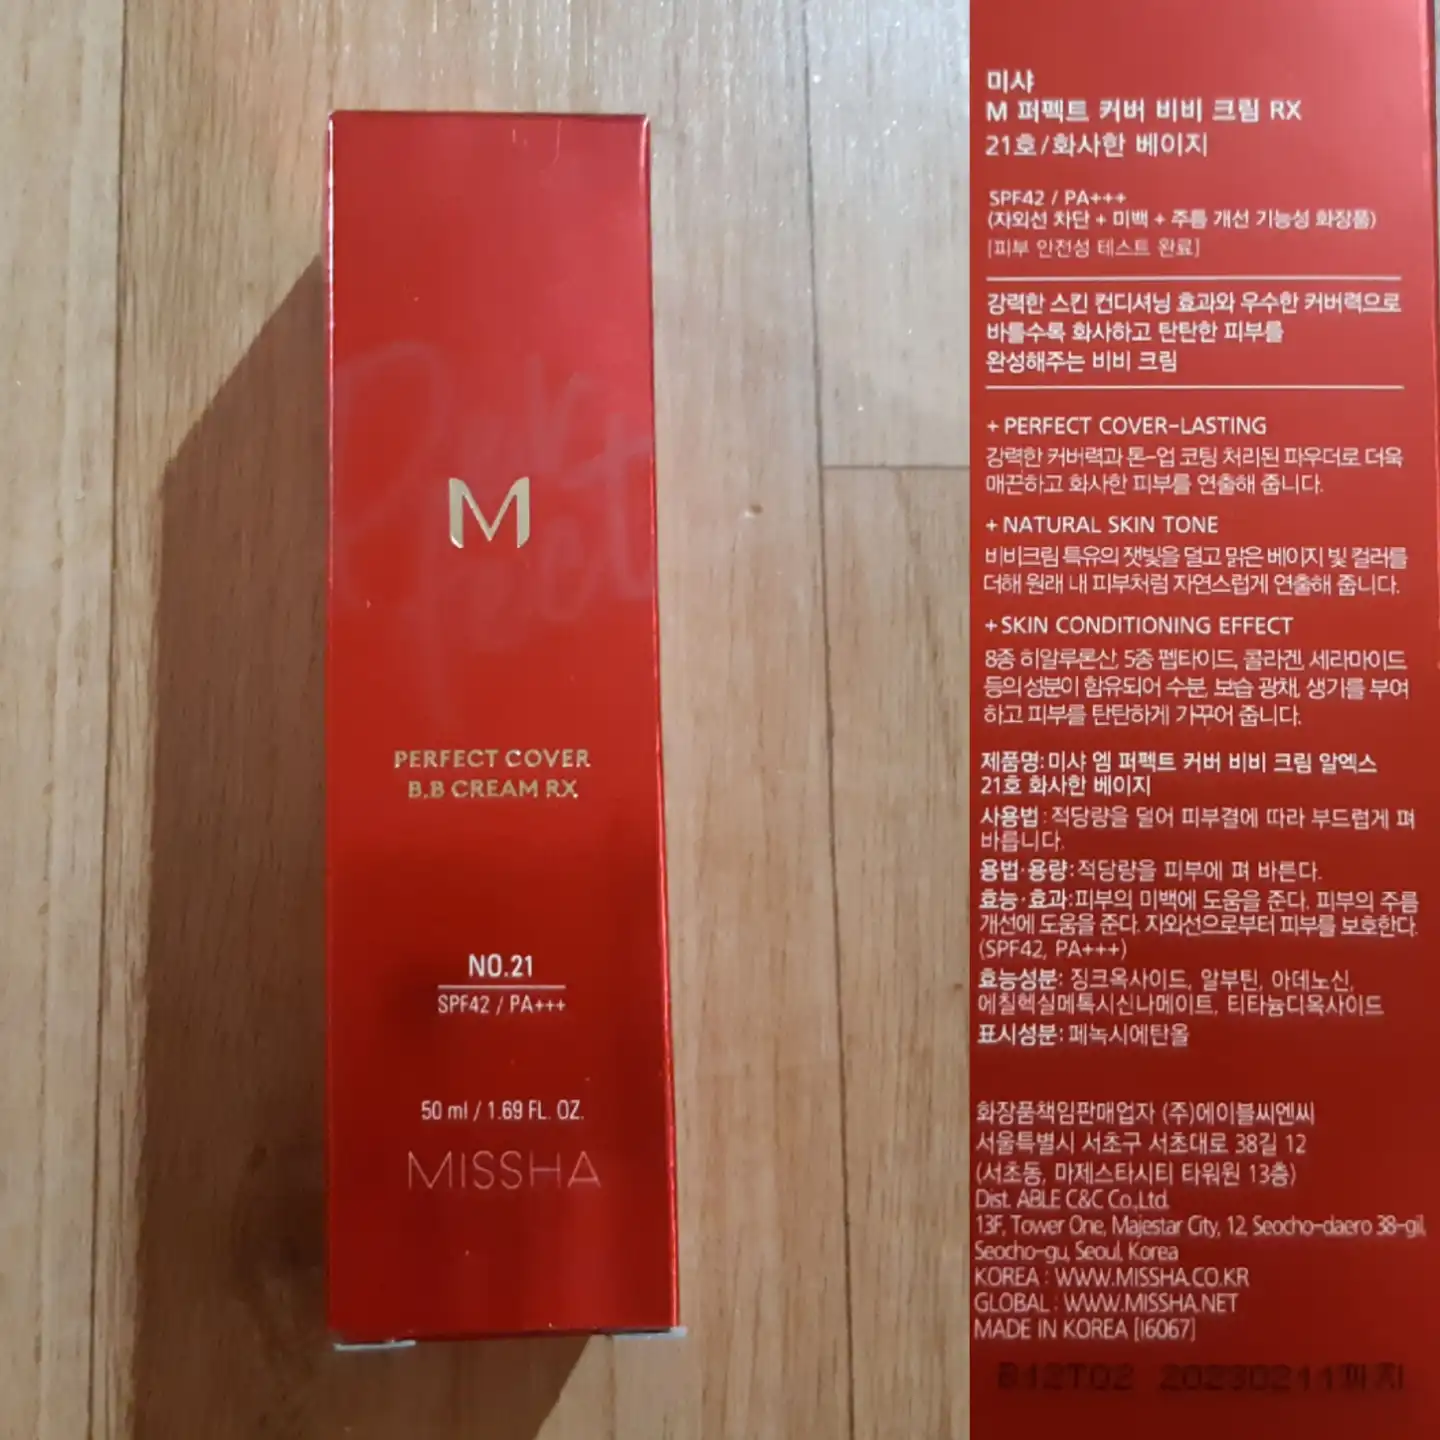 M
PERFECT COVER
B.B CREAM RX
NO.21
SPF42 / PA+++
50 ml / 1.69 FL. OZ.
MISSHA
미샤
M 퍼펙트 커버 비비 크림 RX
21호/화사한 베이지
SPF42 / PA+++
(자외선 차단 + 미백 + 주름 개선 기능성 화장품)
[피부 안전성 테스트 완료]
강력한 스킨 컨디셔닝 효과와 우수한 커버력으로
바를수록 화사하고 탄탄한 피부를
완성해주는 비비 크림
+ PERFECT COVER-LASTING
강력한 커버력과 톤-업 코팅 처리된 파우더로 더욱
매끈하고 화사한 피부를 연출해 줍니다.
+ NATURAL SKIN TONE
비비크림 특유의 잿빛을 덜고 맑은 베이지 빛 컬러를
더해 원래 내 피부처럼 자연스럽게 연출해 줍니다.
+ SKIN CONDITIONING EFFECT
8종 히알루론산, 5종 펩타이드, 콜라겐, 세라마이드
등의 성분이 함유되어 수분, 보습 광채, 생기를 부여
하고 피부를 탄탄하게 가꾸어 줍니다.
제품명: 미샤 엠 퍼펙트 커버 비비 크림 알엑스
21호 화사한 베이지
사용법: 적당량을 덜어 피부결에 따라 부드럽게 펴
바릅니다.
용법·용량: 적당량을 피부에 펴 바른다.
효능·효과: 피부의 미백에 도움을 준다. 피부의 주름
개선에 도움을 준다. 자외선으로부터 피부를 보호한다.
(SPF42, PA+++)
효능성분: 징크옥사이드, 알부틴, 아데노신,
에칠헥실메톡시신나메이트, 티타늄디옥사이드
표시성분: 페녹시에탄올
화장품책임판매업자 (주)에이블씨엔씨
서울특별시 서초구 서초대로 38길 12
(서초동, 마제스타시티 타워원 13층)
Dist. ABLE C&C Co.,Ltd.
13F, Tower One, Majestar City, 12, Seocho-daero 38-gil,
Seocho-gu, Seoul, Korea
KOREA : WWW.MISSHA.CO.KR
GLOBAL : WWW.MISSHA.NET
MADE IN KOREA [I6067]
20230211까지